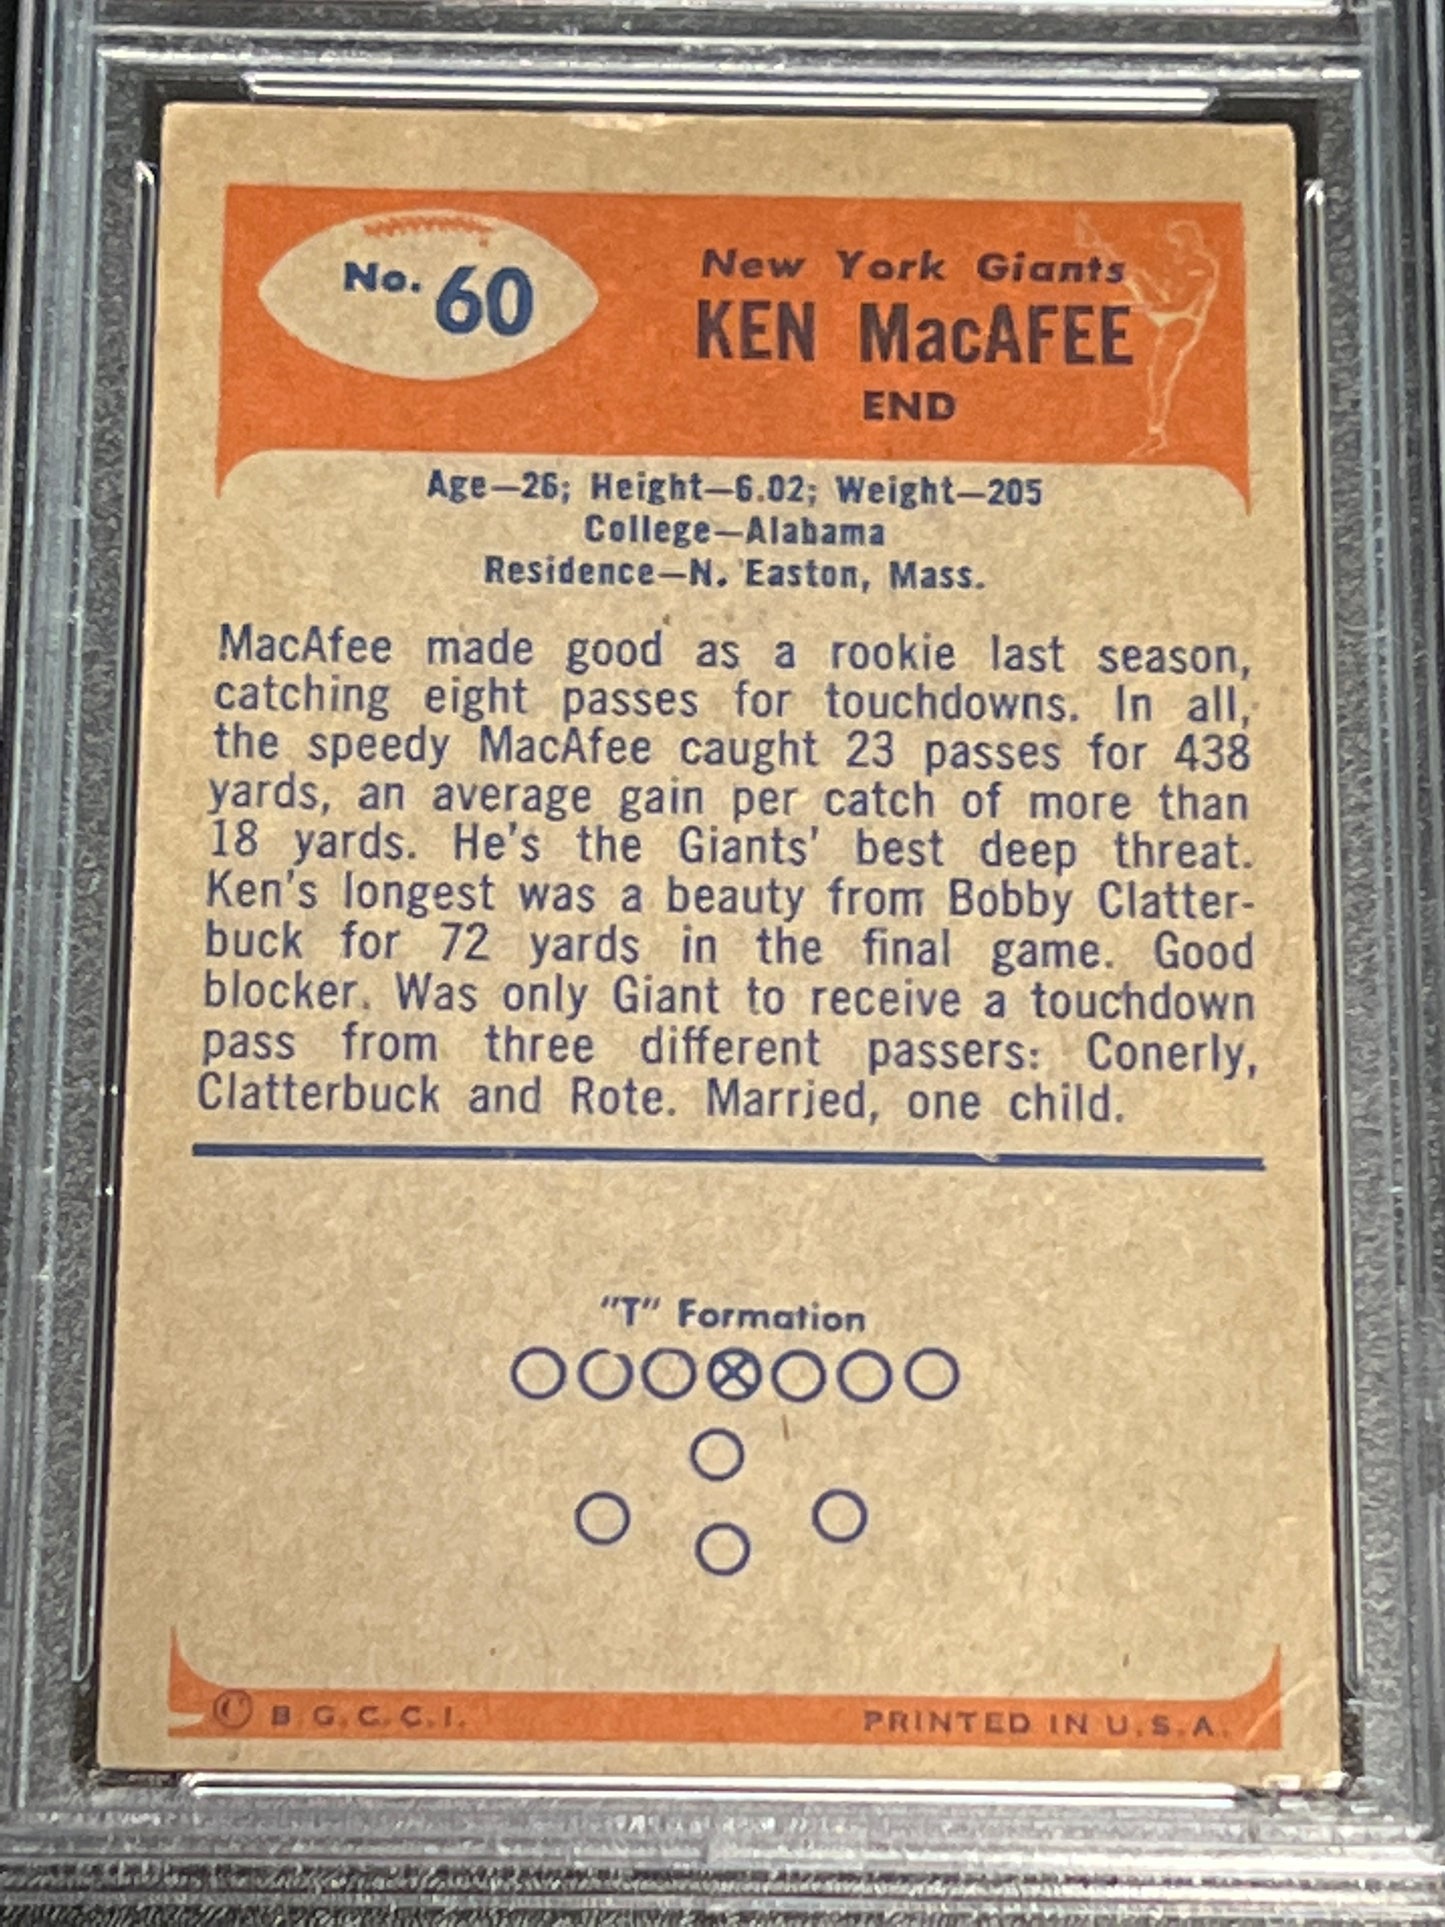 No. 60
New York Giants
KEN MacAFEE
END
Age—26; Height—6.02; Weight—205
College—Alabama
Residence—N. Easton, Mass.
MacAfee made good as a rookie last season,
catching eight passes for touchdowns. In all,
the speedy MacAfee caught 23 passes for 438
yards, an average gain per catch of more than
18 yards. He's the Giants' best deep threat.
Ken's longest was a beauty from Bobby Clatter-
buck for 72 yards in the final game. Good
blocker. Was only Giant to receive a touchdown
pass from three different passers: Conerly,
Clatterbuck and Rote. Married, one child.
"T" Formation
© B.G.C.C.I.
PRINTED IN U.S.A.